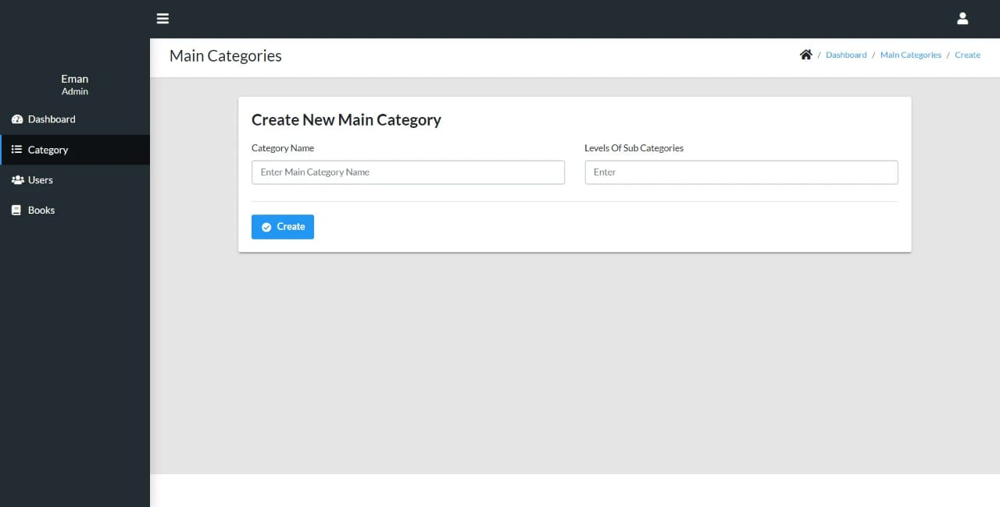 Eman
Admin
Dashboard
Category
Users
Books
Main Categories
/ Dashboard / Main Categories / Create
Create New Main Category
Category Name
Levels Of Sub Categories
Enter Main Category Name
Enter
Create